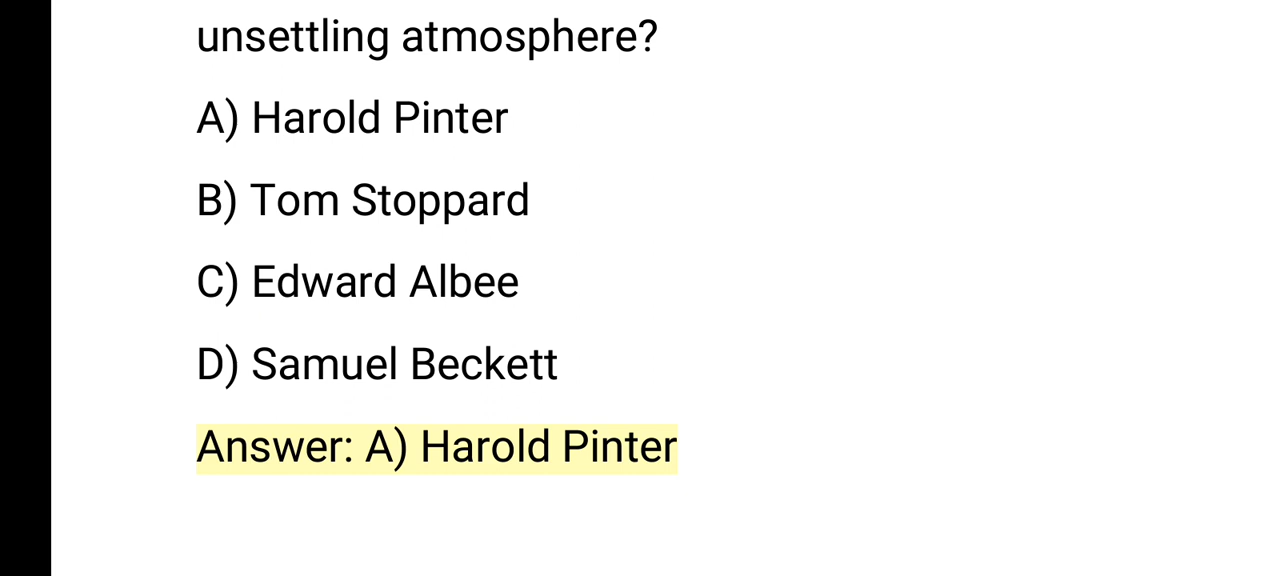 unsettling atmosphere?
A) Harold Pinter
B) Tom Stoppard
C) Edward Albee
D) Samuel Beckett
Answer: A) Harold Pinter